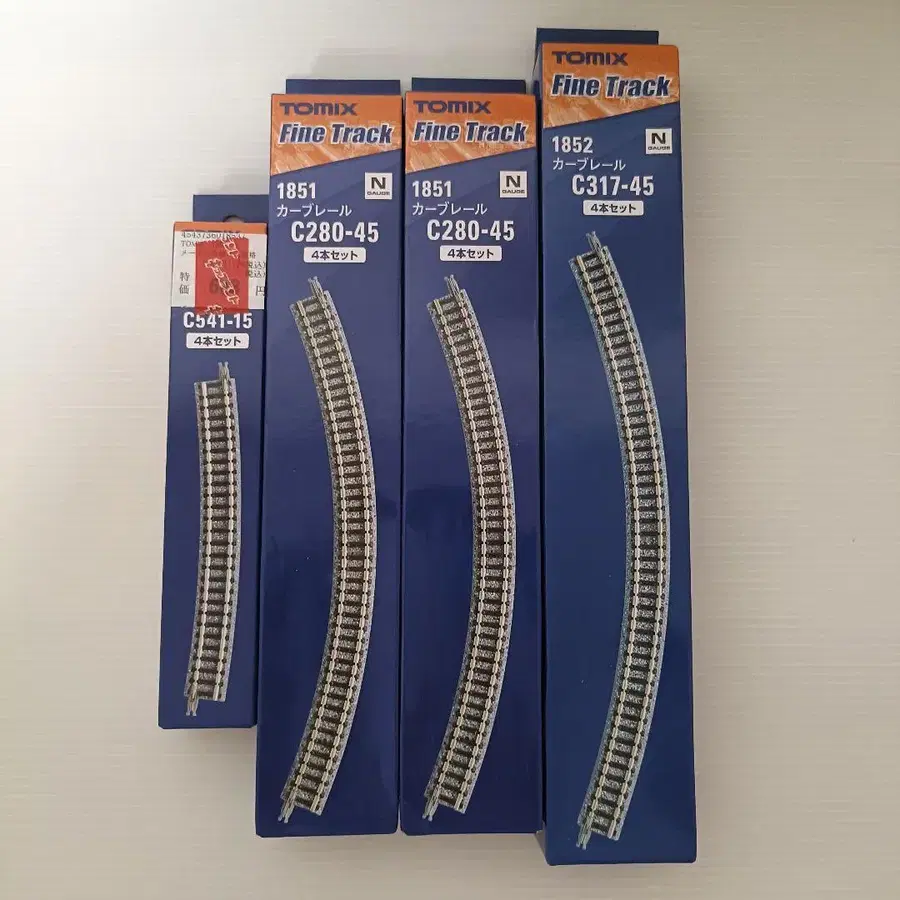 特
価
円
C541-15
4本セット
TOMIX
Fine Track
1851
N
GAUGE
カーブレール
C280-45
4本セット
TOMIX
Fine Track
1851
N
GAUGE
カーブレール
C280-45
4本セット
TOMIX
Fine Track
1852
N
GAUGE
カーブレール
C317-45
4本セット